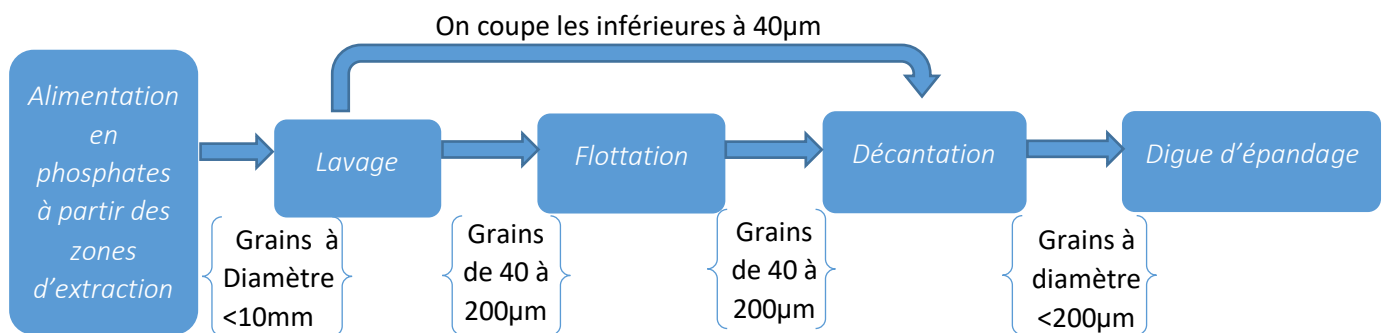 On coupe les inférieures à 40µm
Alimentation
en
phosphates
à partir des
zones
d'extraction
Lavage
Flottation
Décantation
Digue d'épandage
Grains à
Diamètre
<10mm
Grains
de 40 à
200µm
Grains
de 40 à
200µm
Grains à
diamètre
<200µm